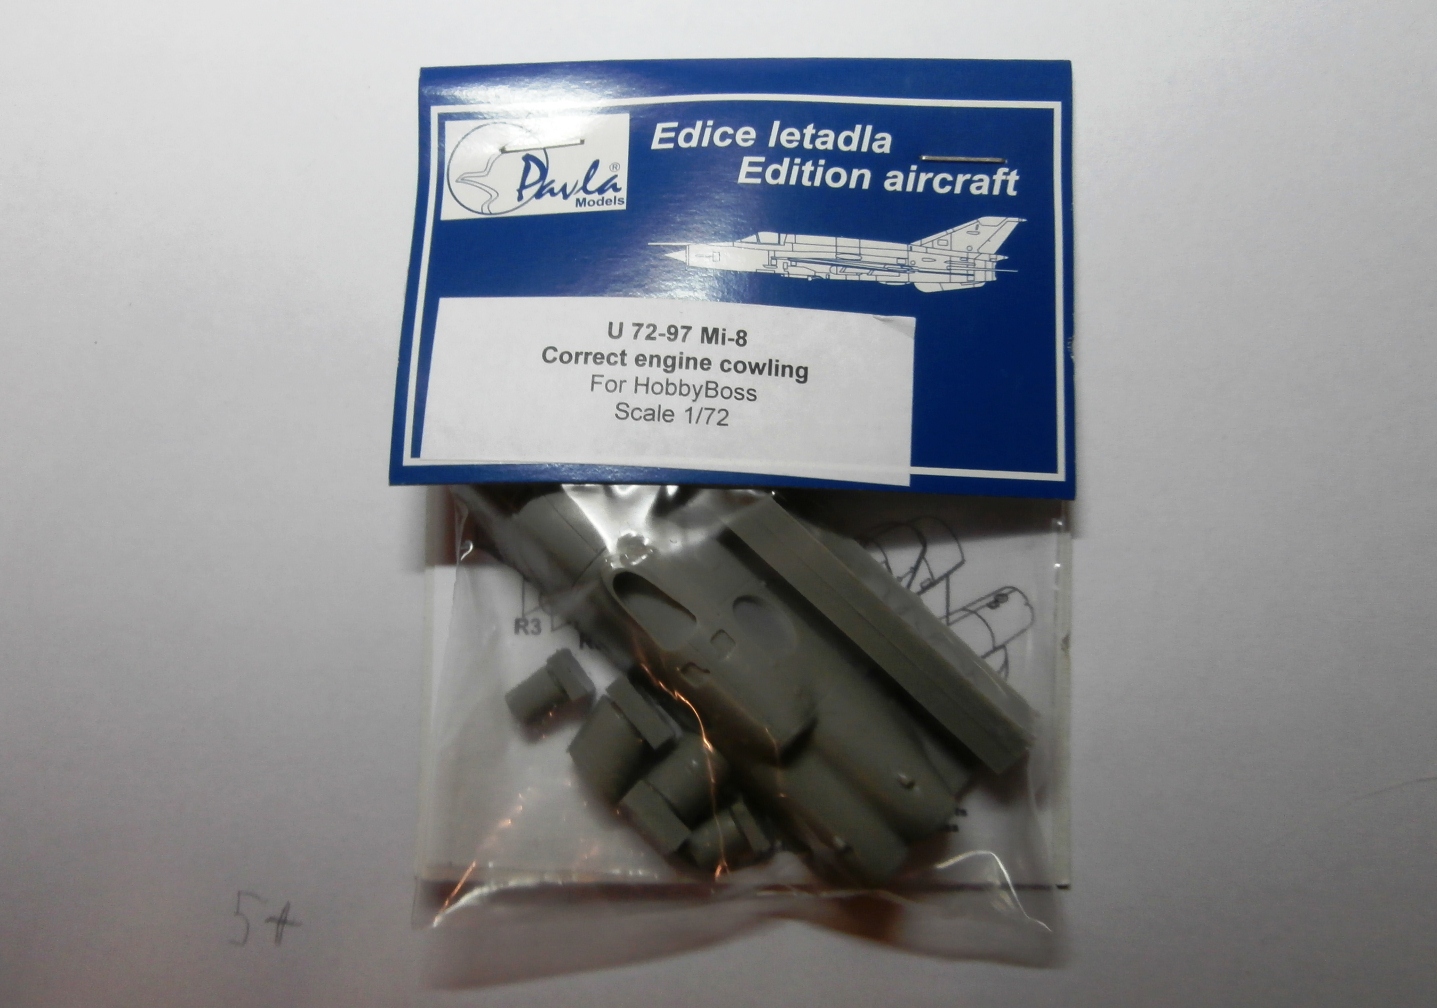 Edice letadla
Edition aircraft
Pavla®
Models
U 72-97 Mi-8
Correct engine cowling
For HobbyBoss
Scale 1/72
R3
5+